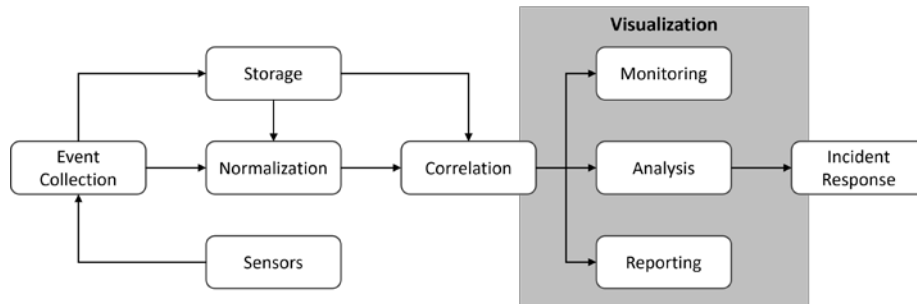 Visualization
Storage
Monitoring
Event
Collection
Normalization
Correlation
Analysis
Incident
Response
Sensors
Reporting